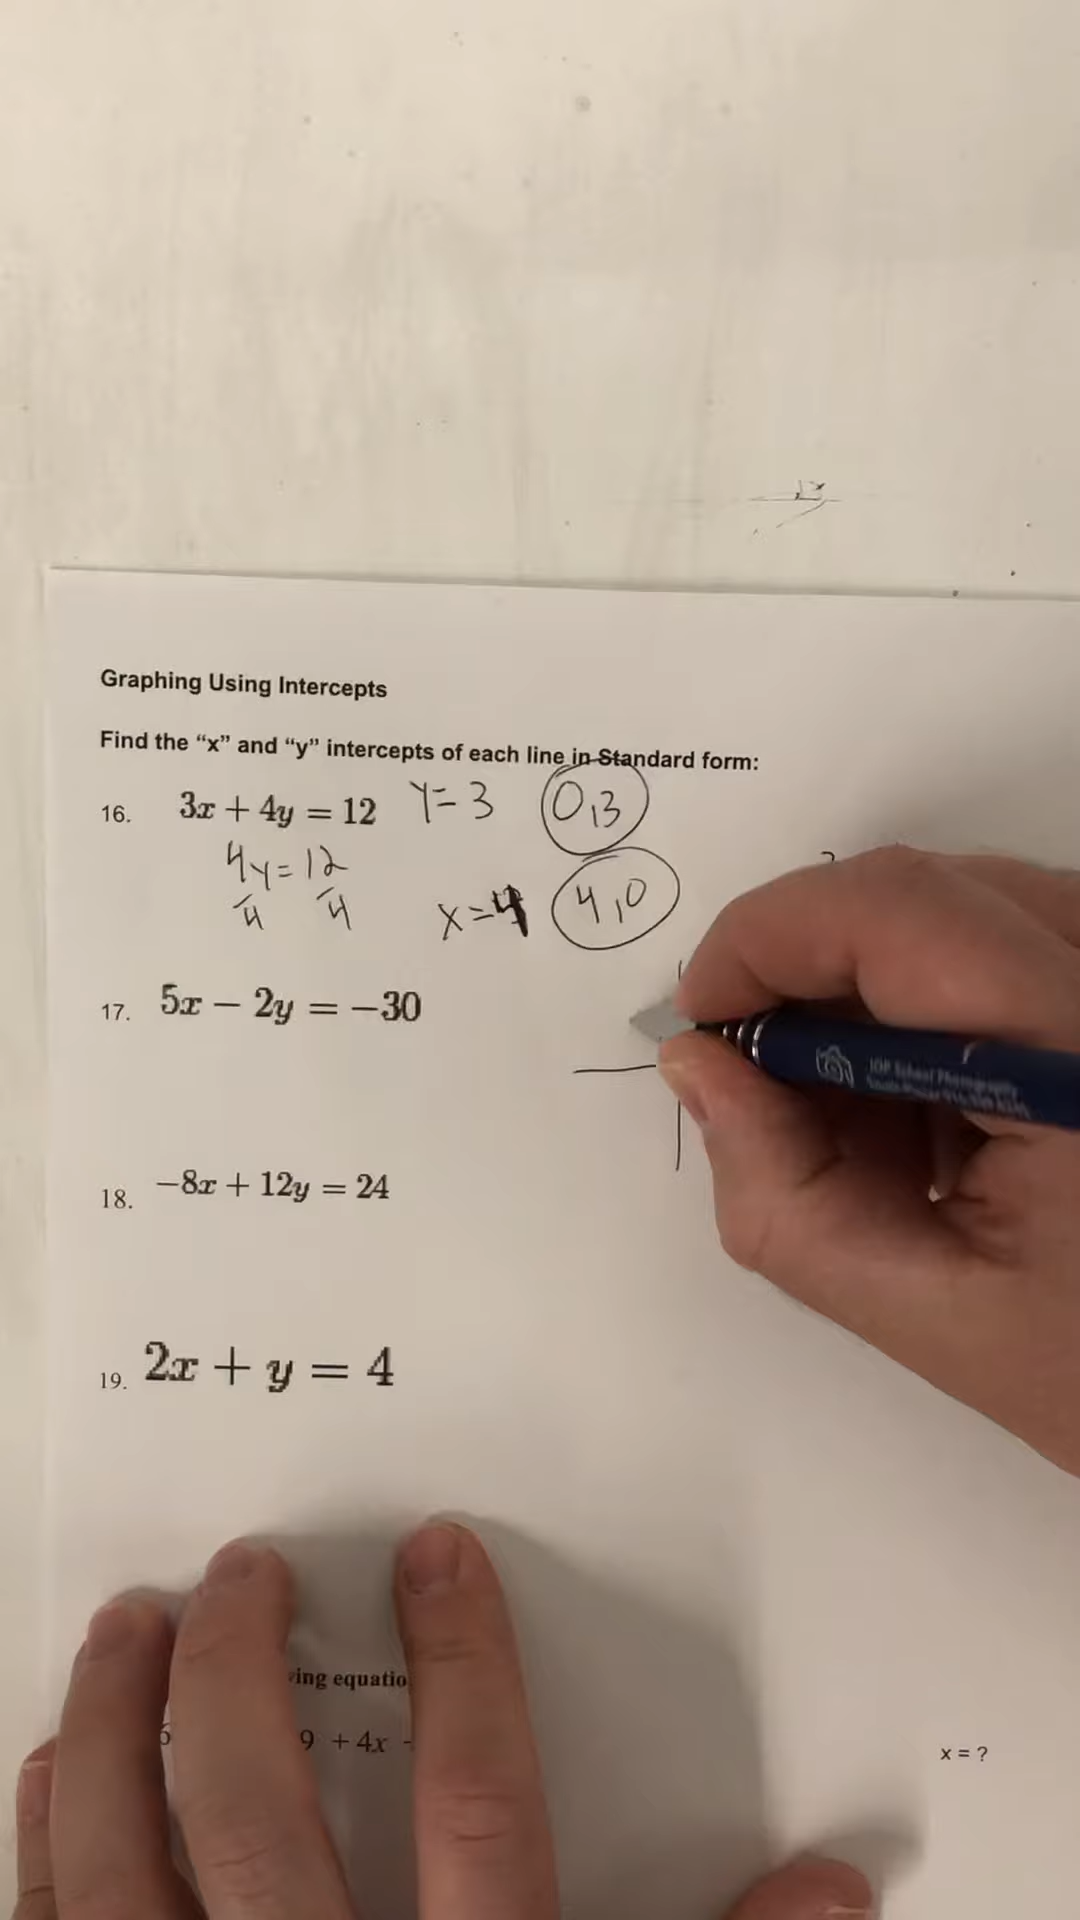 Graphing Using Intercepts
Find the “x” and “y” intercepts of each line in Standard form:
16. 3x + 4y = 12 Y = 3 0,3
4y = 12
4 4 x = 4 4,0
17. 5x − 2y = −30
18. −8x + 12y = 24
19. 2x + y = 4
ving equatio
9 + 4x -
x = ?